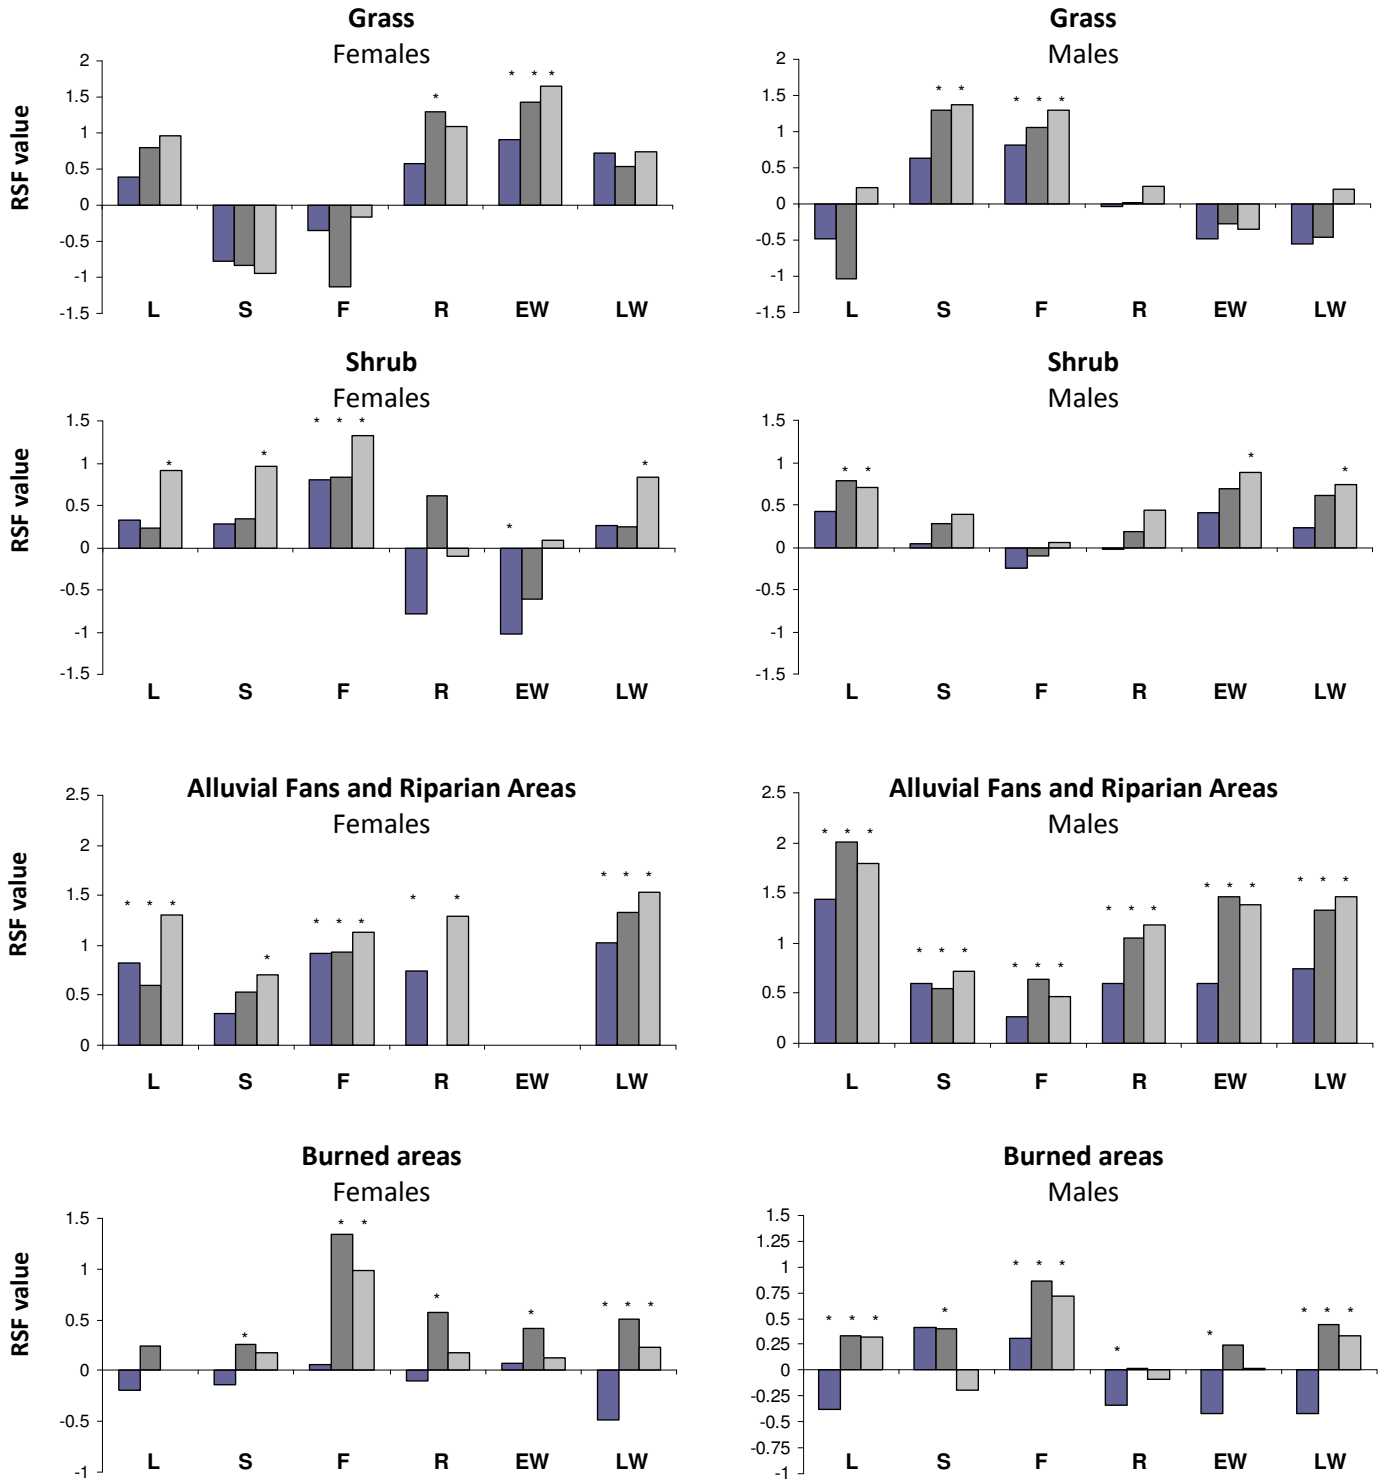 Grass
Females
RSF value
2
1.5
1
0.5
0
-0.5
-1
-1.5
* * * *
L S F R EW LW
Grass
Males
2
1.5
1
0.5
0
-0.5
-1
-1.5
* * * * *
L S F R EW LW
Shrub
Females
RSF value
1.5
1
0.5
0
-0.5
-1
-1.5
* * * * * * *
L S F R EW LW
Shrub
Males
1.5
1
0.5
0
-0.5
-1
-1.5
* * * *
L S F R EW LW
Alluvial Fans and Riparian Areas
Females
RSF value
2.5
2
1.5
1
0.5
0
* * * * * * * * * * * *
L S F R EW LW
Alluvial Fans and Riparian Areas
Males
2.5
2
1.5
1
0.5
0
* * * * * * * * * * * * * * * * * *
L S F R EW LW
Burned areas
Females
RSF value
1.5
1
0.5
0
-0.5
-1
* * * * * * * *
L S F R EW LW
Burned areas
Males
1.5
1.25
1
0.75
0.5
0.25
0
-0.25
-0.5
-0.75
-1
* * * * * * * * * * * *
L S F R EW LW